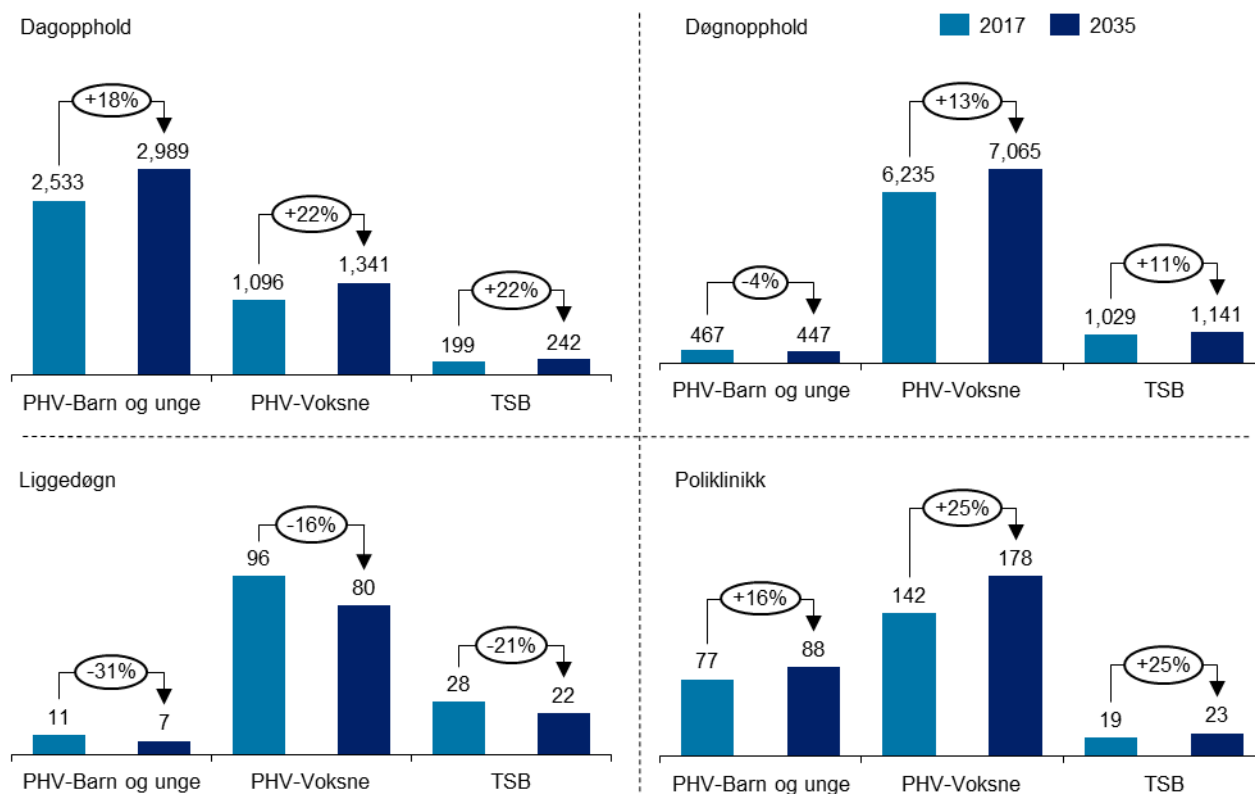 Dagopphold
+18%
2,533
2,989
+22%
1,096
1,341
+22%
199
242
PHV-Barn og unge
PHV-Voksne
TSB
Døgnopphold
2017
2035
-4%
467
447
+13%
6,235
7,065
+11%
1,029
1,141
PHV-Barn og unge
PHV-Voksne
TSB
Liggedøgn
-31%
11
7
-16%
96
80
-21%
28
22
PHV-Barn og unge
PHV-Voksne
TSB
Poliklinikk
+16%
77
88
+25%
142
178
+25%
19
23
PHV-Barn og unge
PHV-Voksne
TSB